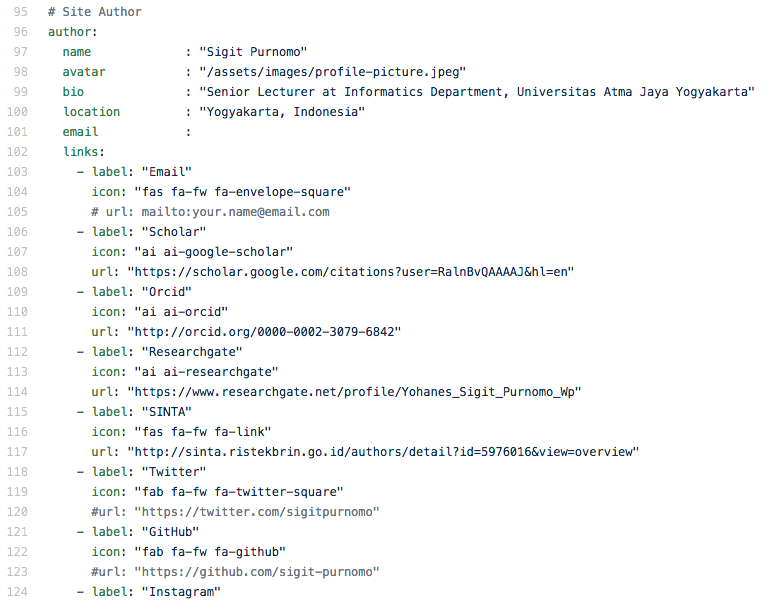 95 # Site Author
96 author:
97 name : "Sigit Purnomo"
98 avatar : "/assets/images/profile-picture.jpeg"
99 bio : "Senior Lecturer at Informatics Department, Universitas Atma Jaya Yogyakarta"
100 location : "Yogyakarta, Indonesia"
101 email :
102 links:
103 - label: "Email"
104 icon: "fas fa-fw fa-envelope-square"
105 # url: mailto:your.name@email.com
106 - label: "Scholar"
107 icon: "ai ai-google-scholar"
108 url: "https://scholar.google.com/citations?user=RalnBvQAAAAJ&hl=en"
109 - label: "Orcid"
110 icon: "ai ai-orcid"
111 url: "http://orcid.org/0000-0002-3079-6842"
112 - label: "Researchgate"
113 icon: "ai ai-researchgate"
114 url: "https://www.researchgate.net/profile/Yohanes_Sigit_Purnomo_Wp"
115 - label: "SINTA"
116 icon: "fas fa-fw fa-link"
117 url: "http://sinta.ristekbrin.go.id/authors/detail?id=5976016&view=overview"
118 - label: "Twitter"
119 icon: "fab fa-fw fa-twitter-square"
120 #url: "https://twitter.com/sigitpurnomo"
121 - label: "GitHub"
122 icon: "fab fa-fw fa-github"
123 #url: "https://github.com/sigit-purnomo"
124 - label: "Instagram"